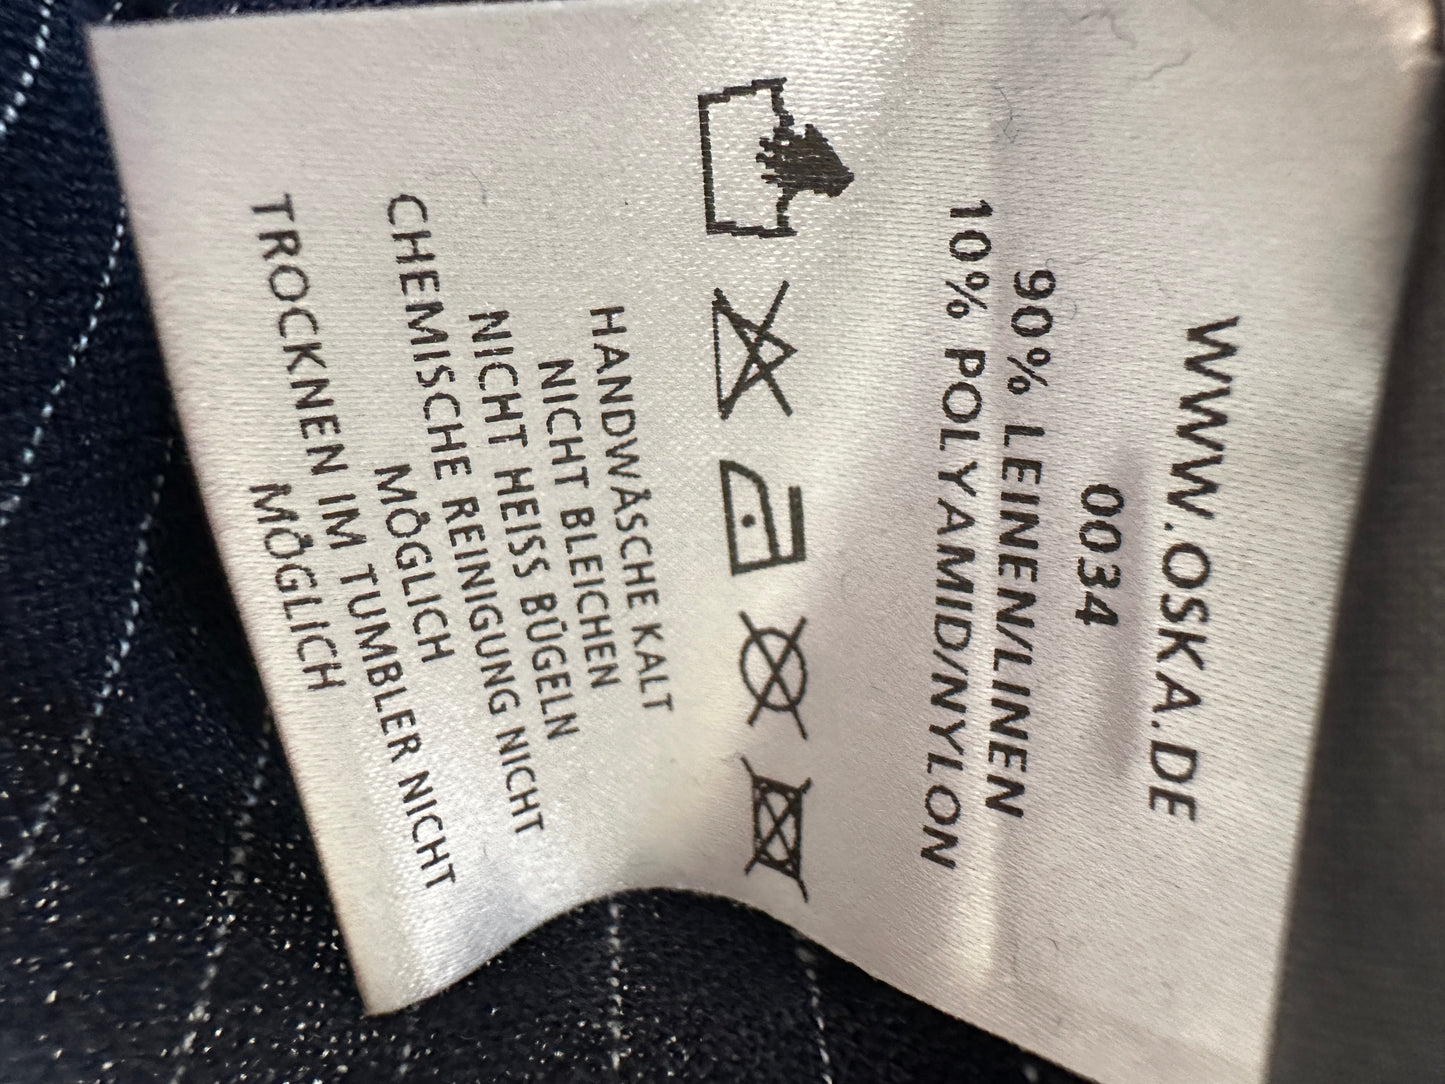 WWW.OSKA.DE
0034
90% LEINEN/LINEN
10% POLYAMID/NYLON
HANDWÄSCHE KALT
NICHT BLEICHEN
NICHT HEISS BÜGELN
CHEMISCHE REINIGUNG NICHT
MÖGLICH
TROCKNEN IM TUMBLER NICHT
MÖGLICH